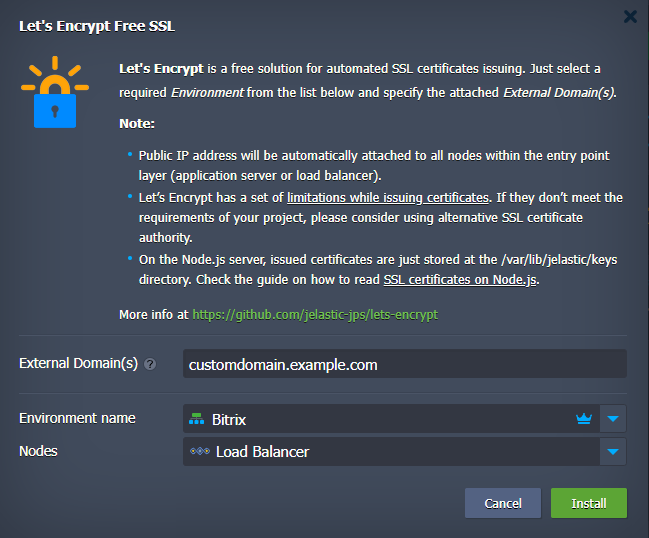 Let's Encrypt Free SSL
Let's Encrypt is a free solution for automated SSL certificates issuing. Just select a
required Environment from the list below and specify the attached External Domain(s).
Note:
• Public IP address will be automatically attached to all nodes within the entry point
layer (application server or load balancer).
• Let’s Encrypt has a set of limitations while issuing certificates. If they don’t meet the
requirements of your project, please consider using alternative SSL certificate
authority.
• On the Node.js server, issued certificates are just stored at the /var/lib/jelastic/keys
directory. Check the guide on how to read SSL certificates on Node.js.
More info at https://github.com/jelastic-jps/lets-encrypt
External Domain(s) ?
customdomain.example.com
Environment name
Bitrix
Nodes
Load Balancer
Cancel
Install